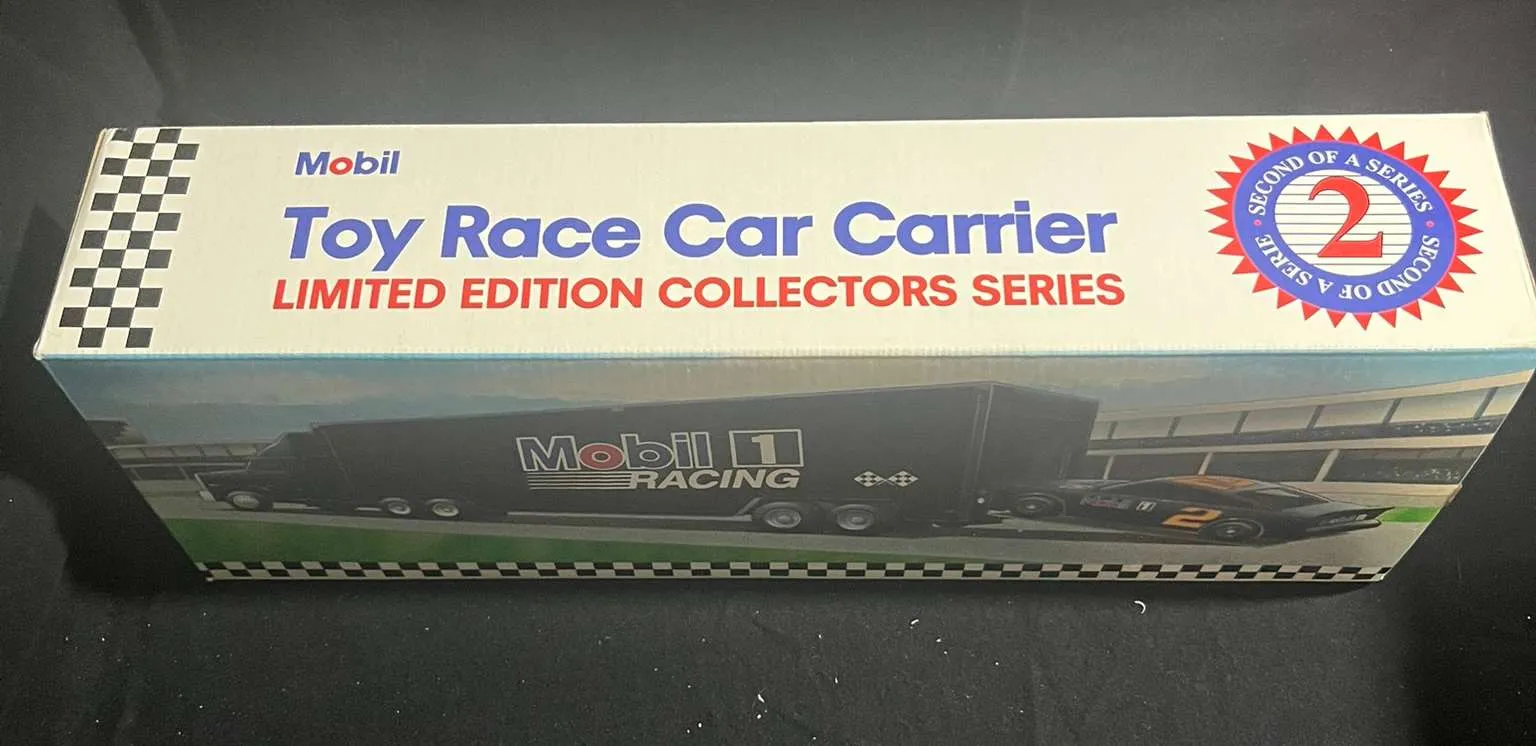 Mobil
Toy Race Car Carrier
LIMITED EDITION COLLECTORS SERIES
SECOND OF A SERIES • SECOND OF A SERIE
2
Mobil 1
RACING
1
2